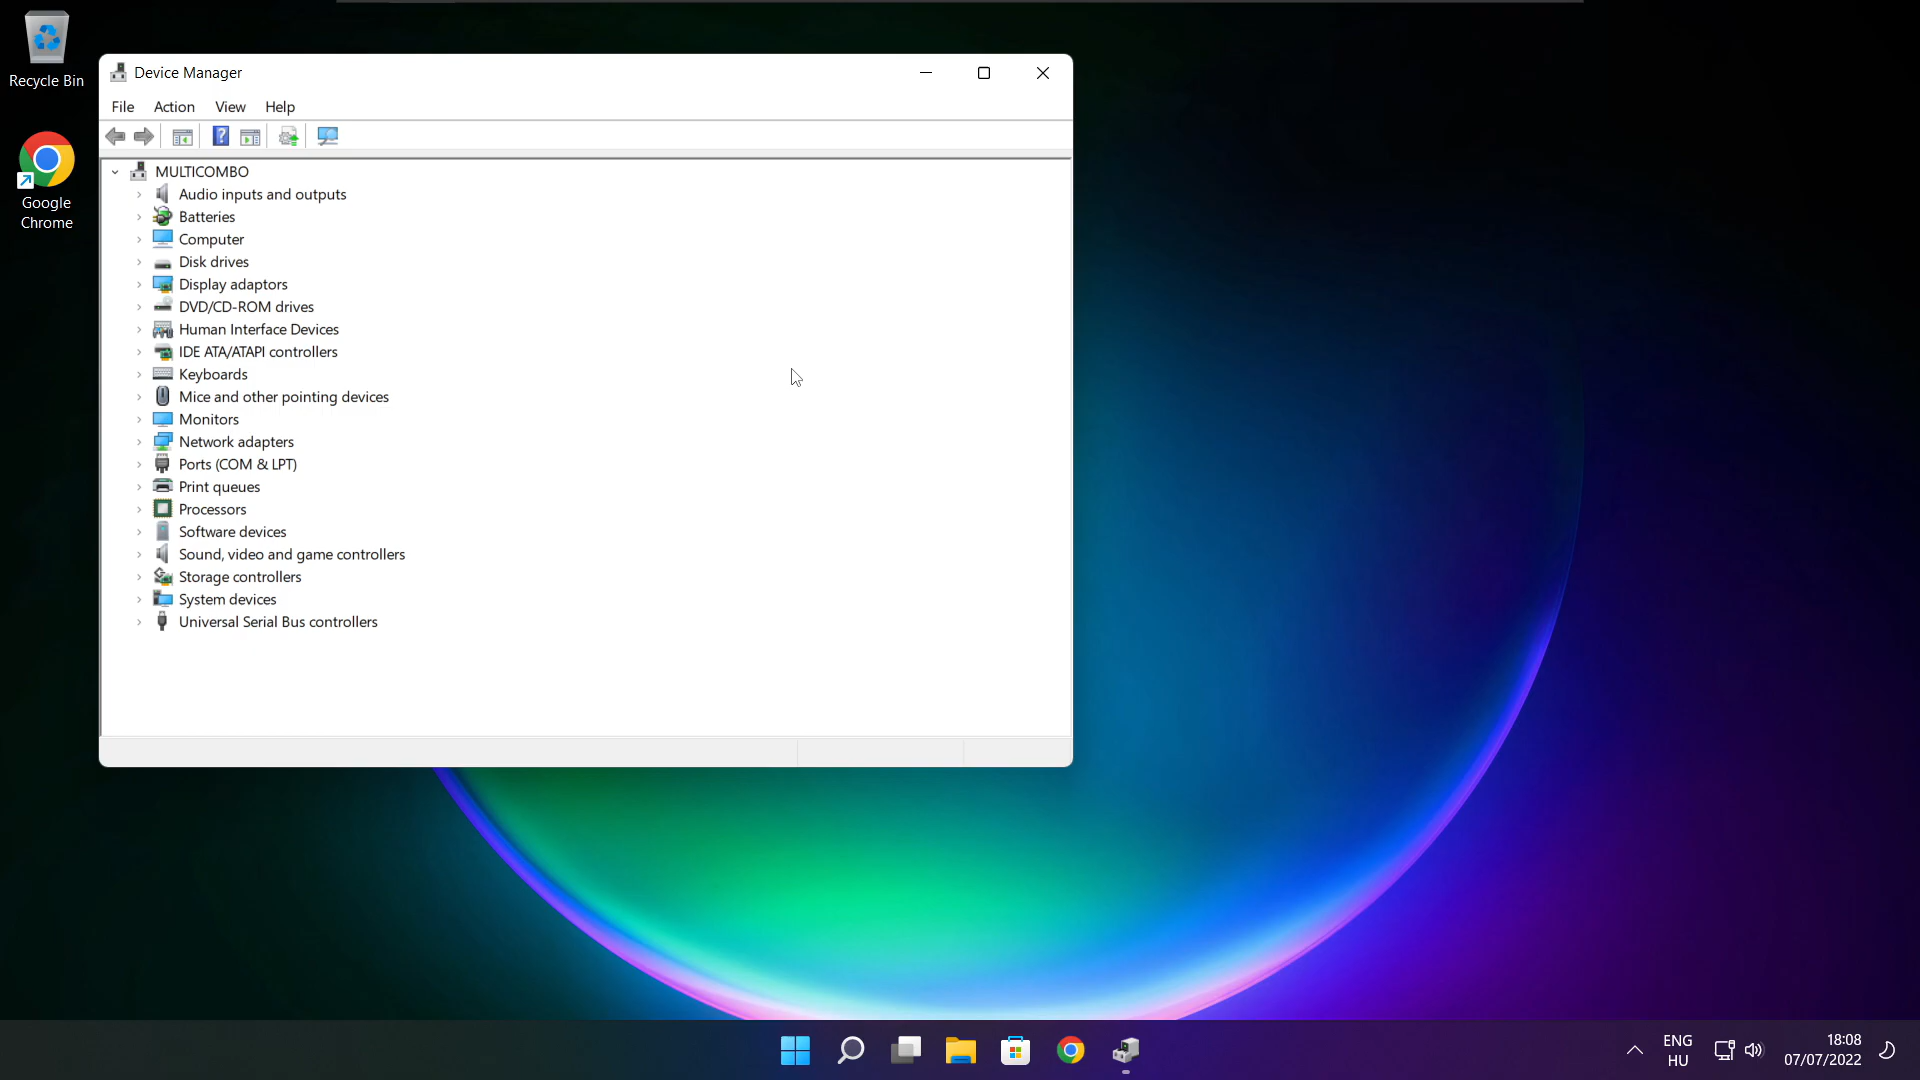 Recycle Bin
Google
Chrome
Device Manager
File Action View Help
MULTICOMBO
Audio inputs and outputs
Batteries
Computer
Disk drives
Display adaptors
DVD/CD-ROM drives
Human Interface Devices
IDE ATA/ATAPI controllers
Keyboards
Mice and other pointing devices
Monitors
Network adapters
Ports (COM & LPT)
Print queues
Processors
Software devices
Sound, video and game controllers
Storage controllers
System devices
Universal Serial Bus controllers
ENG
HU
18:08
07/07/2022